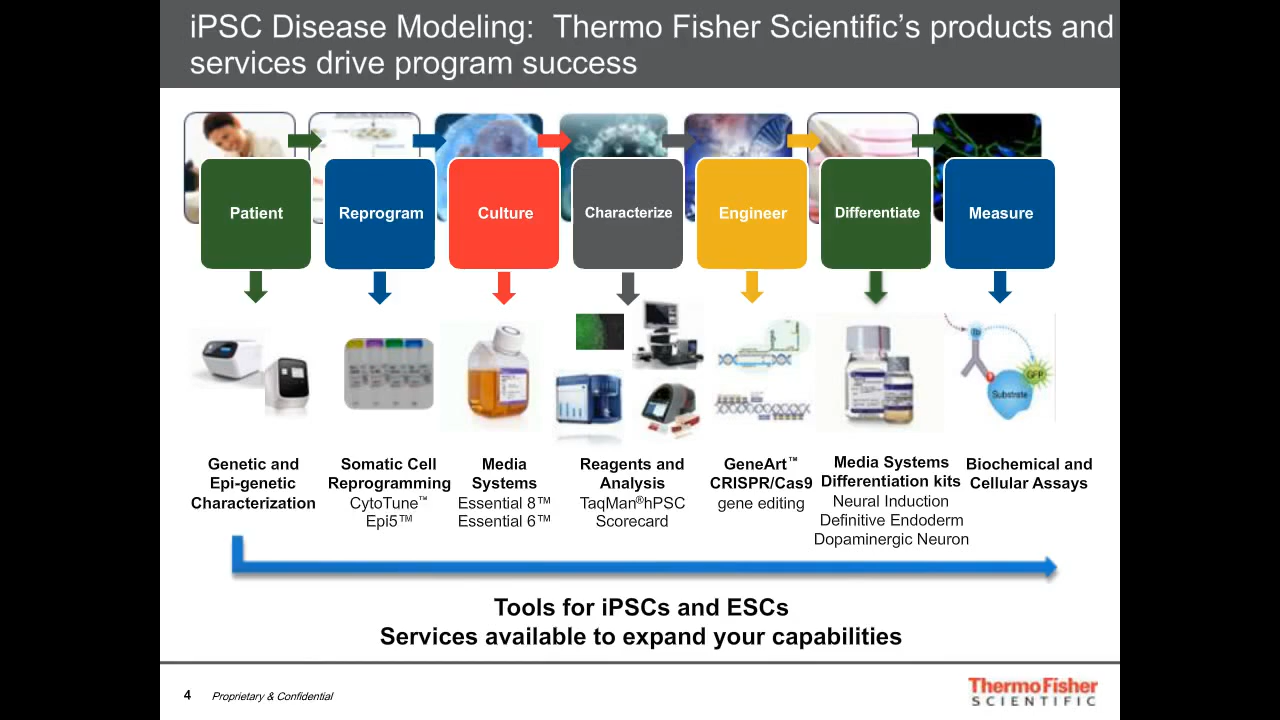 iPSC Disease Modeling: Thermo Fisher Scientific’s products and
services drive program success
Patient
Reprogram
Culture
Characterize
Engineer
Differentiate
Measure
Tb
GFP
Substrate
Genetic and
Epi-genetic
Characterization
Somatic Cell
Reprogramming
CytoTune™
Epi5™
Media
Systems
Essential 8™
Essential 6™
Reagents and
Analysis
TaqMan®hPSC
Scorecard
GeneArt™
CRISPR/Cas9
gene editing
Media Systems
Differentiation kits
Neural Induction
Definitive Endoderm
Dopaminergic Neuron
Biochemical and
Cellular Assays
Tools for iPSCs and ESCs
Services available to expand your capabilities
4 Proprietary & Confidential
ThermoFisher
SCIENTIFIC